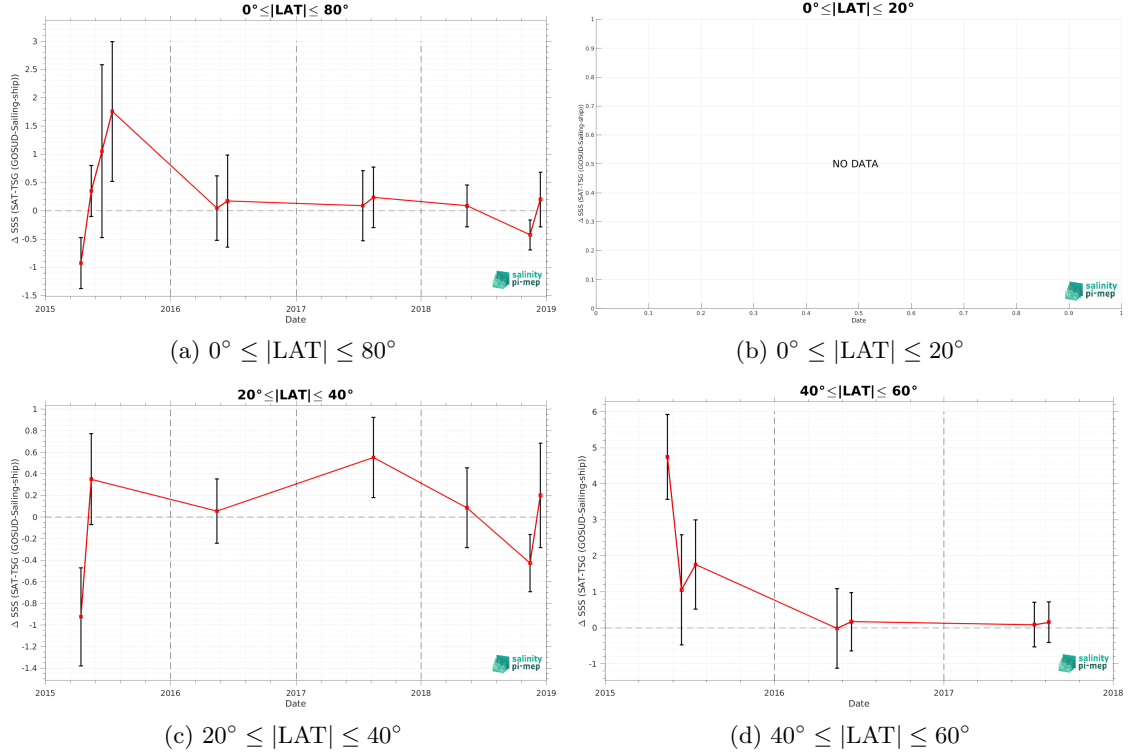 0°≤|LAT|≤ 80°
Δ SSS (SAT-TSG (GOSUD-Sailing-ship))
3
2.5
2
1.5
1
0.5
0
-0.5
-1
-1.5
2015
2016
2017
2018
2019
Date
salinity
pi-mep
(a) 0° ≤ |LAT| ≤ 80°
0°≤|LAT|≤ 20°
Δ SSS (SAT-TSG (GOSUD-Sailing-ship))
1
0.9
0.8
0.7
0.6
0.5
0.4
0.3
0.2
0.1
0
NO DATA
0
0.1
0.2
0.3
0.4
0.5
0.6
0.7
0.8
0.9
1
Date
salinity
pi-mep
(b) 0° ≤ |LAT| ≤ 20°
20°≤|LAT|≤ 40°
Δ SSS (SAT-TSG (GOSUD-Sailing-ship))
1
0.8
0.6
0.4
0.2
0
-0.2
-0.4
-0.6
-0.8
-1
-1.2
-1.4
2015
2016
2017
2018
2019
Date
salinity
pi-mep
(c) 20° ≤ |LAT| ≤ 40°
40°≤|LAT|≤ 60°
Δ SSS (SAT-TSG (GOSUD-Sailing-ship))
6
5
4
3
2
1
0
-1
2015
2016
2017
2018
Date
salinity
pi-mep
(d) 40° ≤ |LAT| ≤ 60°